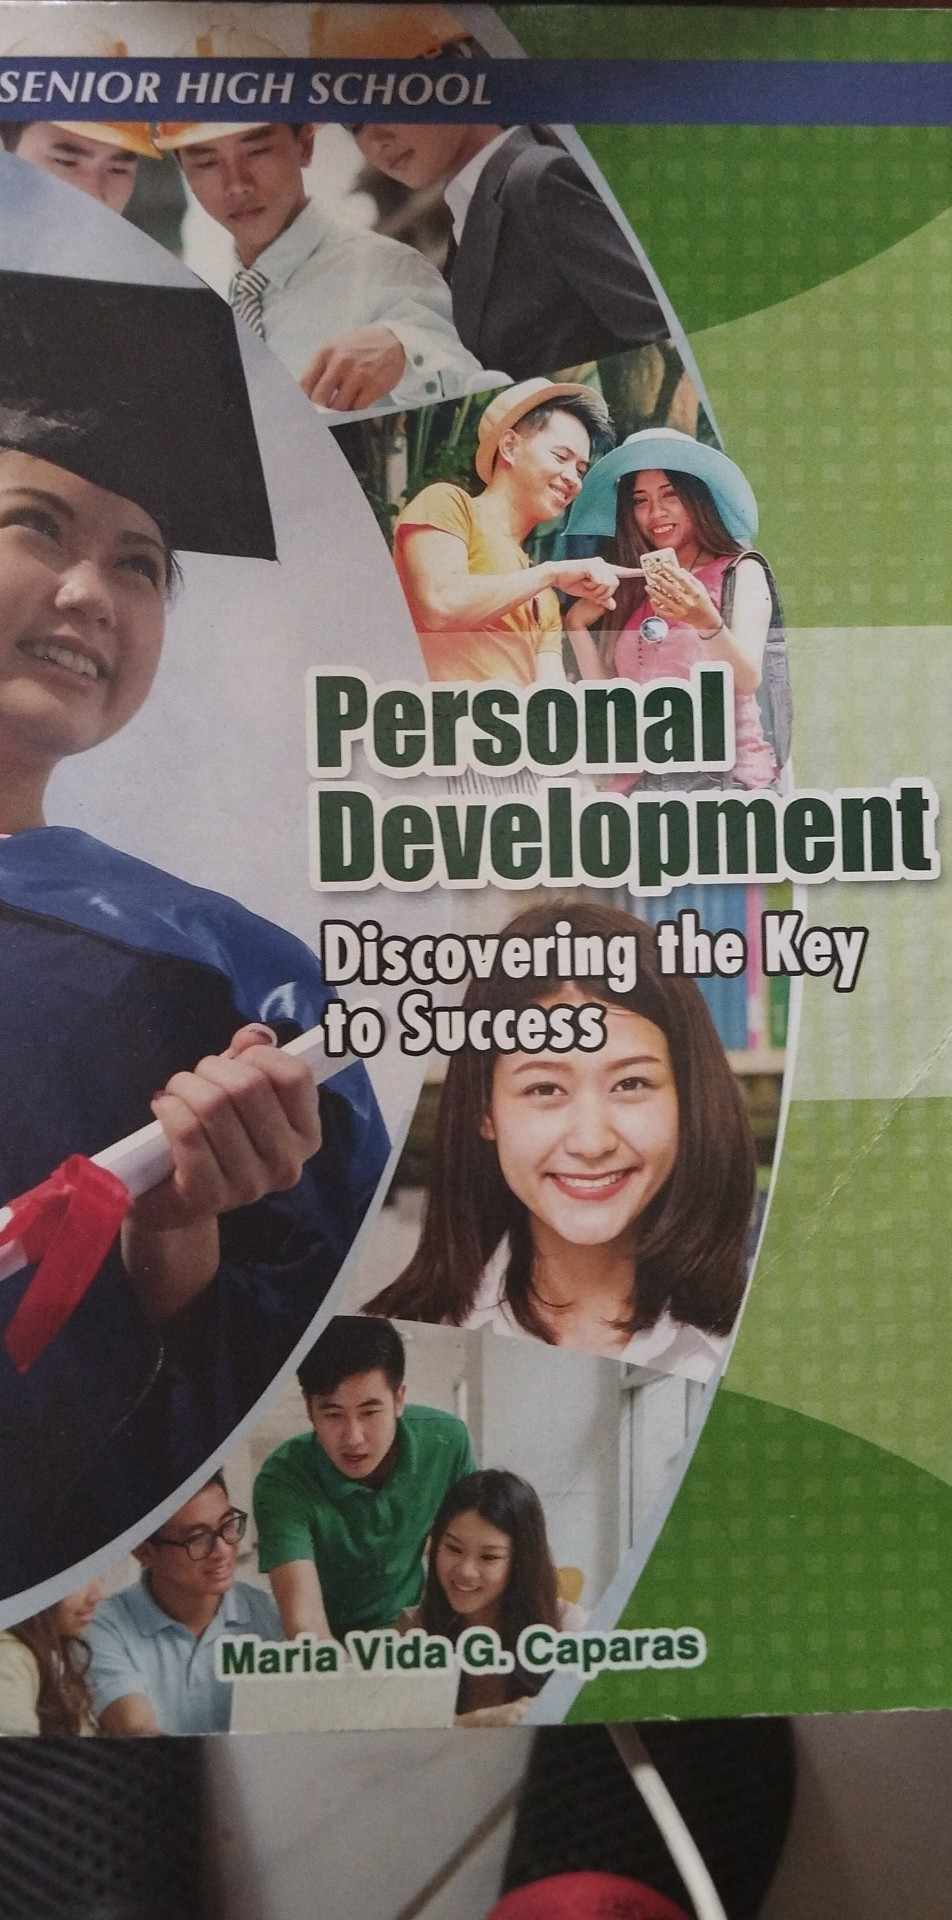 SENIOR HIGH SCHOOL
Personal
Development
Discovering the Key
to Success
Maria Vida G. Caparas